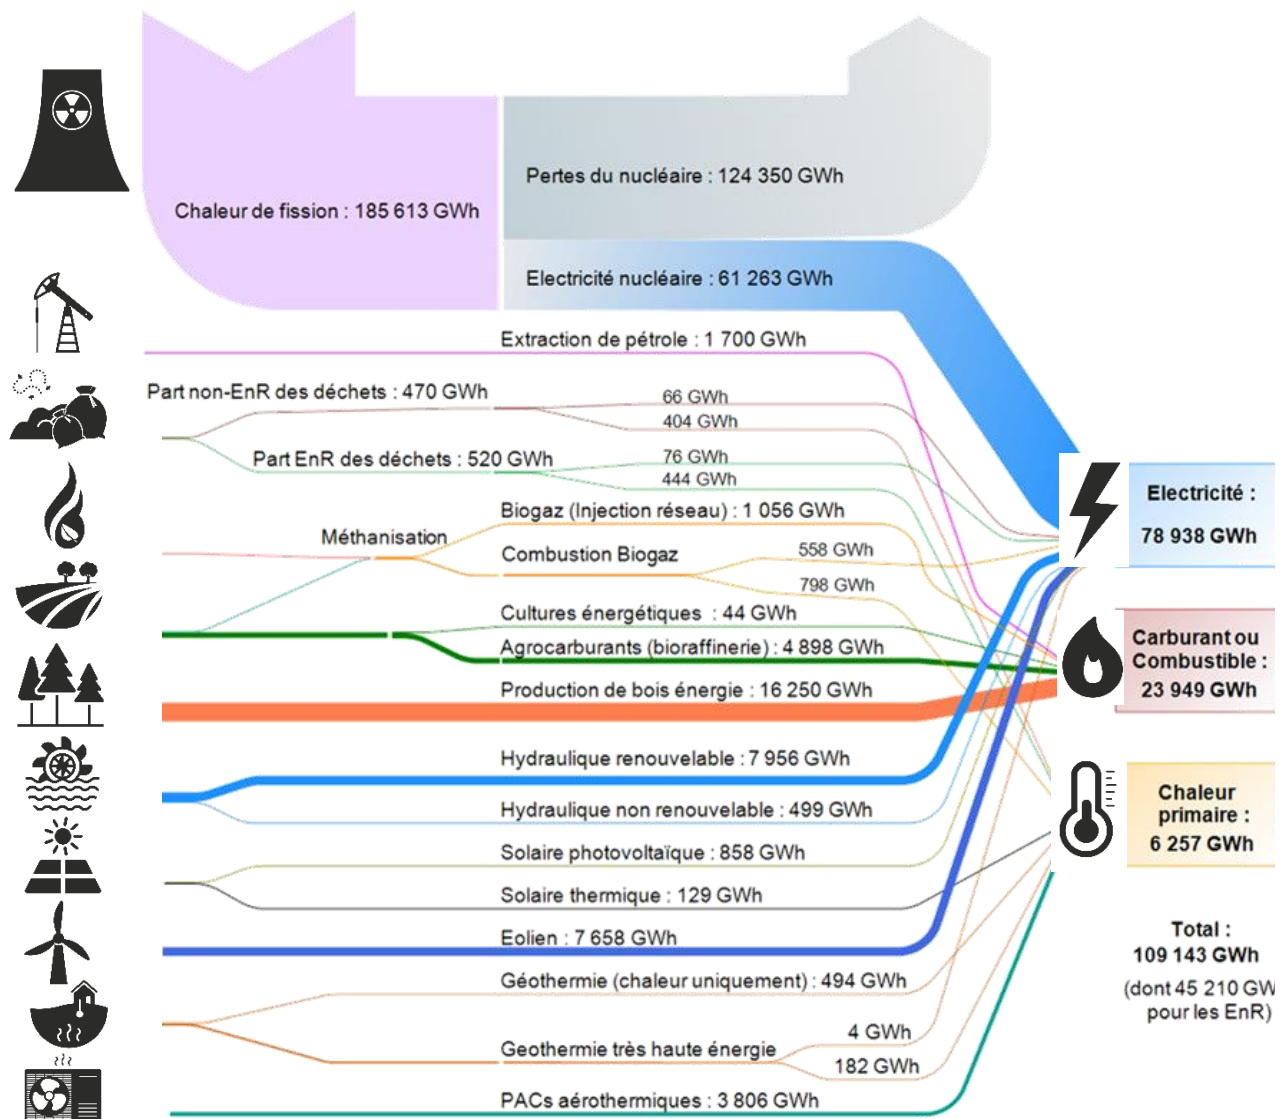 Pertes du nucléaire : 124 350 GWh
Chaleur de fission : 185 613 GWh
Electricité nucléaire : 61 263 GWh
Extraction de pétrole : 1 700 GWh
Part non-EnR des déchets : 470 GWh
66 GWh
404 GWh
Part EnR des déchets : 520 GWh
76 GWh
444 GWh
Biogaz (Injection réseau) : 1 056 GWh
Méthanisation
Combustion Biogaz
558 GWh
798 GWh
Cultures énergétiques : 44 GWh
Agrocarburants (bioraffinerie) : 4 898 GWh
Production de bois énergie : 16 250 GWh
Hydraulique renouvelable : 7 956 GWh
Hydraulique non renouvelable : 499 GWh
Solaire photovoltaïque : 858 GWh
Solaire thermique : 129 GWh
Eolien : 7 658 GWh
Géothermie (chaleur uniquement) : 494 GWh
Geothermie très haute énergie
4 GWh
182 GWh
PACs aérothermiques : 3 806 GWh
Electricité :
78 938 GWh
Carburant ou
Combustible :
23 949 GWh
Chaleur
primaire :
6 257 GWh
Total :
109 143 GWh
(dont 45 210 GW
pour les EnR)